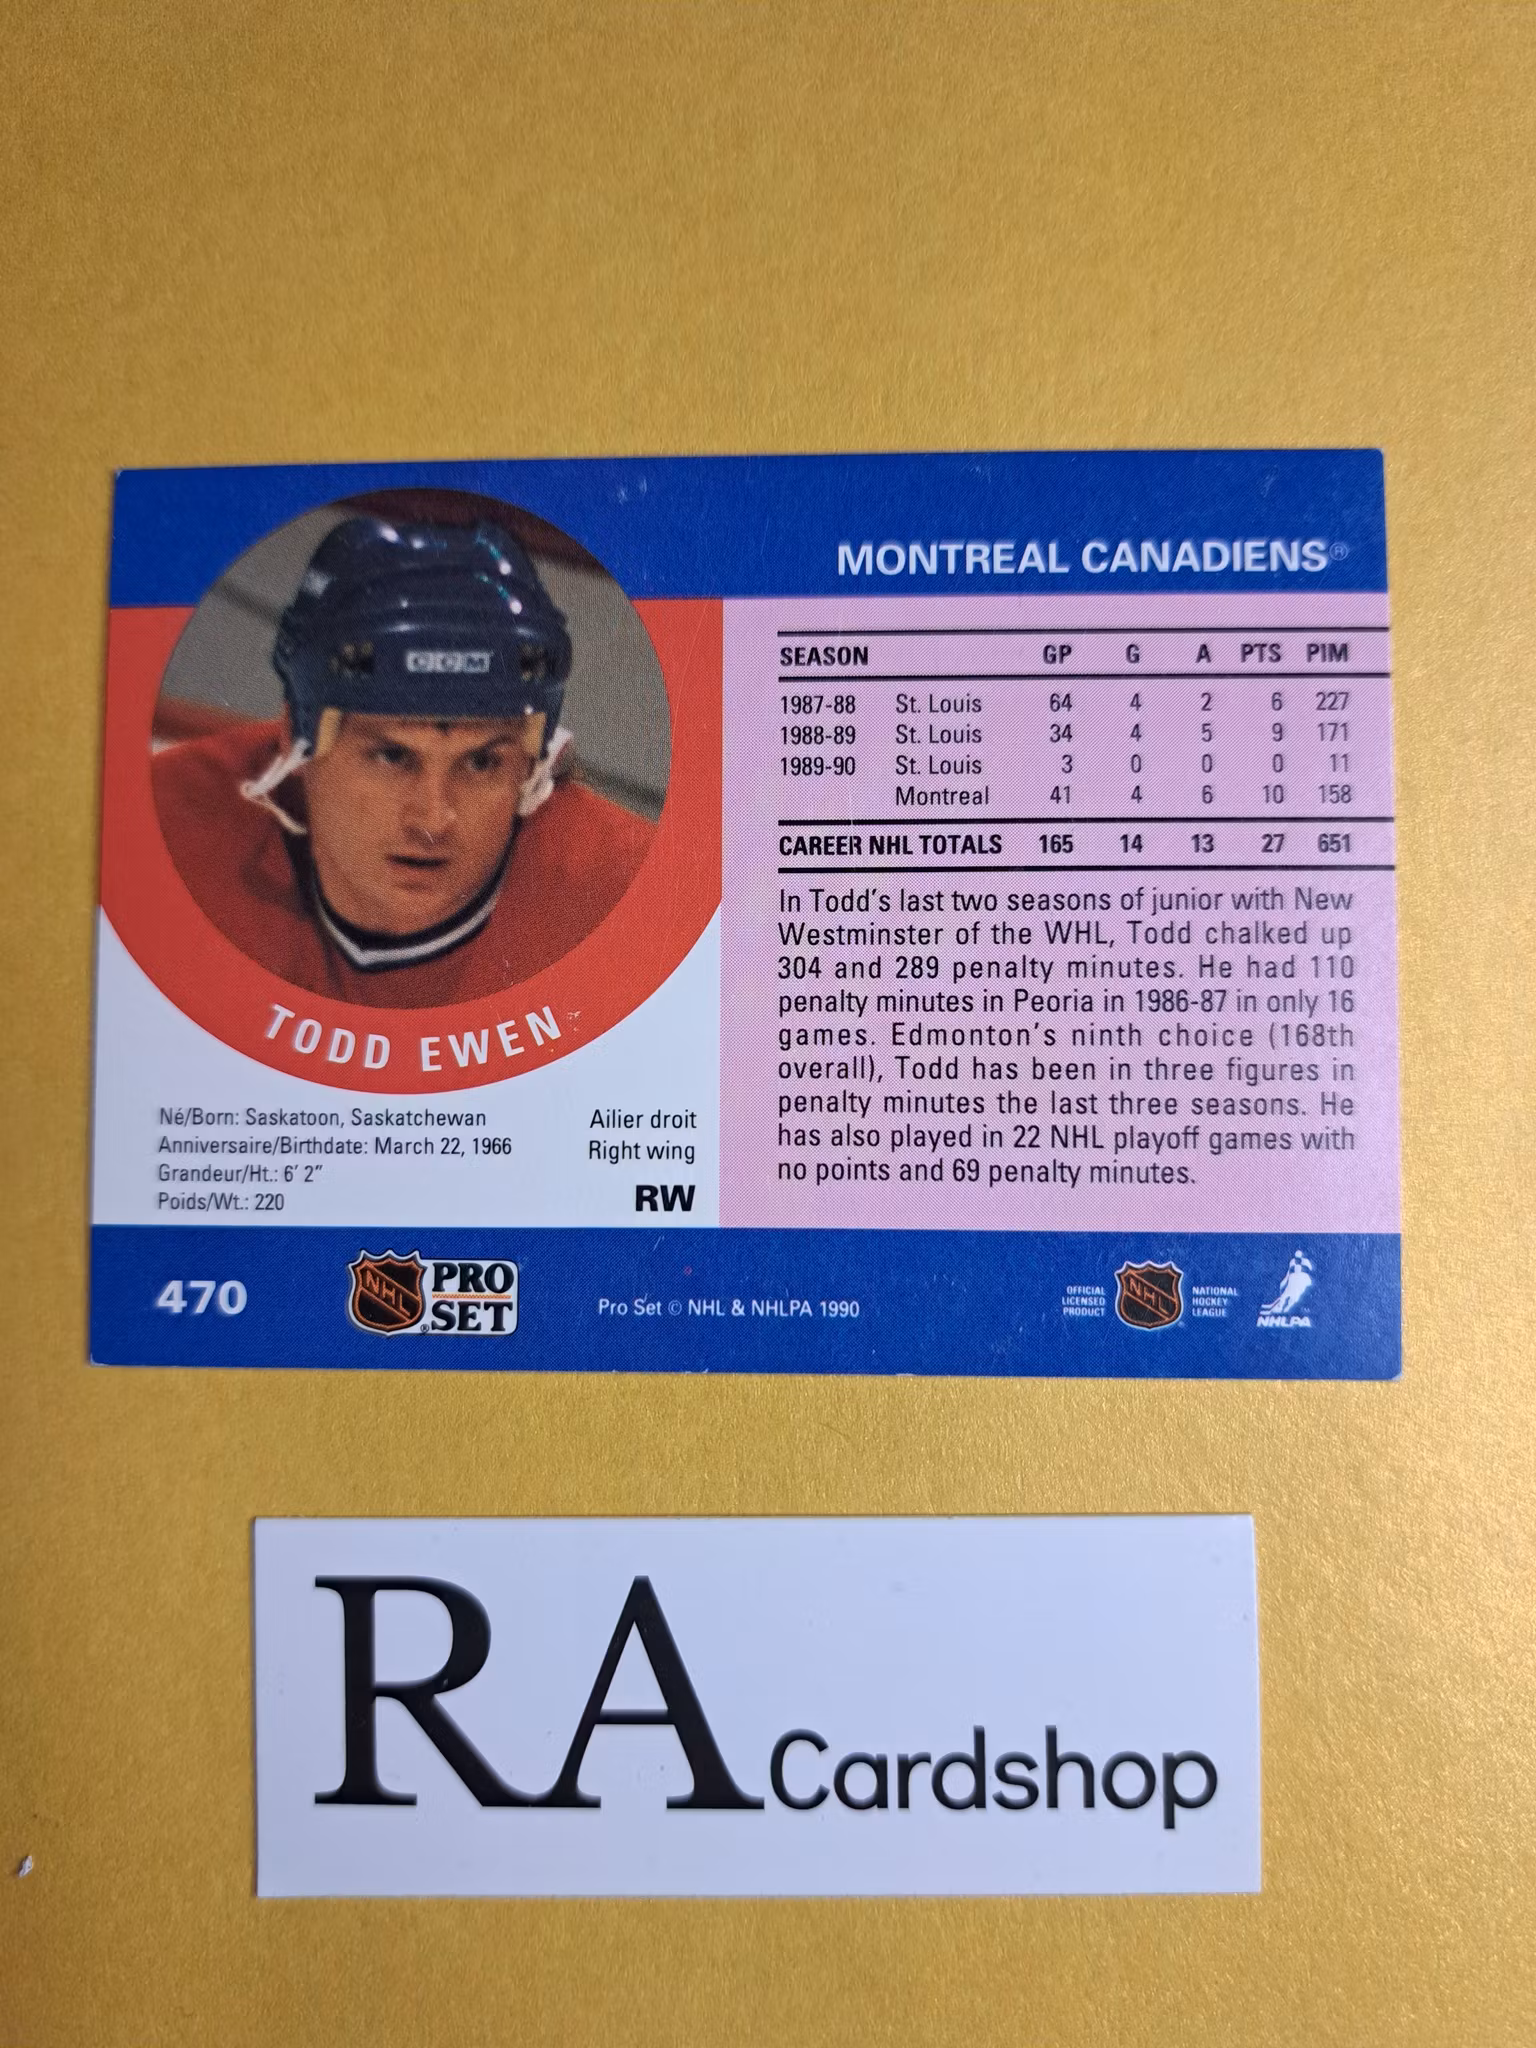 MONTREAL CANADIENS®
CCM
TODD EWEN
Né/Born: Saskatoon, Saskatchewan
Anniversaire/Birthdate: March 22, 1966
Grandeur/Ht.: 6' 2"
Poids/Wt.: 220
Ailier droit
Right wing
RW
SEASON GP G A PTS PIM
1987-88 St. Louis 64 4 2 6 227
1988-89 St. Louis 34 4 5 9 171
1989-90 St. Louis 3 0 0 0 11
Montreal 41 4 6 10 158
CAREER NHL TOTALS 165 14 13 27 651
In Todd's last two seasons of junior with New
Westminster of the WHL, Todd chalked up
304 and 289 penalty minutes. He had 110
penalty minutes in Peoria in 1986-87 in only 16
games. Edmonton's ninth choice (168th
overall), Todd has been in three figures in
penalty minutes the last three seasons. He
has also played in 22 NHL playoff games with
no points and 69 penalty minutes.
470
NHL
PRO
SET®
Pro Set © NHL & NHLPA 1990
OFFICIAL
LICENSED
PRODUCT
NHL
NATIONAL
HOCKEY
LEAGUE
NHLPA
RA Cardshop